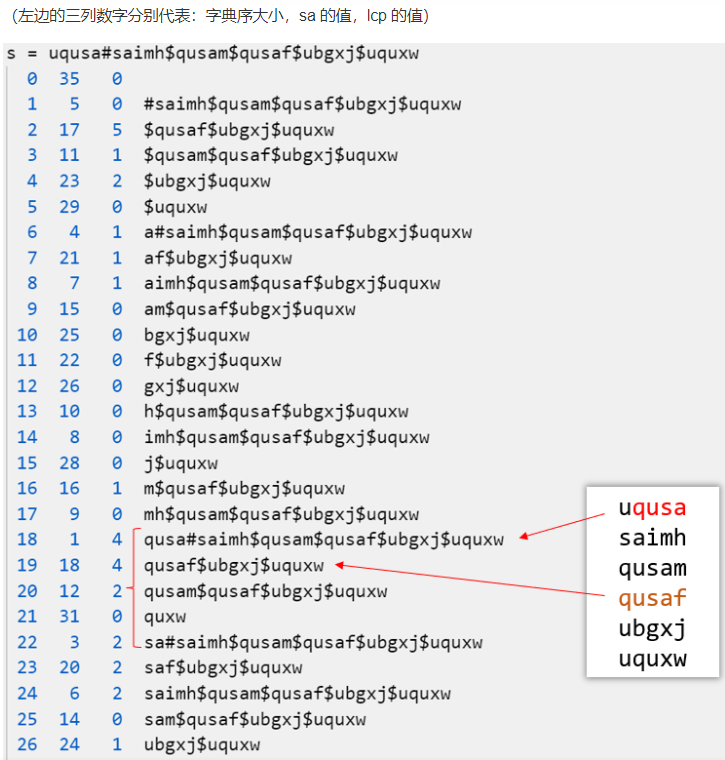 (左边的三列数字分别代表：字典序大小，sa 的值，lcp 的值)
s = uqusa#saimh$qusam$qusaf$ubgxj$uquxw
0 35 0
1 5 0 #saimh$qusam$qusaf$ubgxj$uquxw
2 17 5 $qusaf$ubgxj$uquxw
3 11 1 $qusam$qusaf$ubgxj$uquxw
4 23 2 $ubgxj$uquxw
5 29 0 $uquxw
6 4 1 a#saimh$qusam$qusaf$ubgxj$uquxw
7 21 1 af$ubgxj$uquxw
8 7 1 aimh$qusam$qusaf$ubgxj$uquxw
9 15 0 am$qusaf$ubgxj$uquxw
10 25 0 bgxj$uquxw
11 22 0 f$ubgxj$uquxw
12 26 0 gxj$uquxw
13 10 0 h$qusam$qusaf$ubgxj$uquxw
14 8 0 imh$qusam$qusaf$ubgxj$uquxw
15 28 0 j$uquxw
16 16 1 m$qusaf$ubgxj$uquxw
17 9 0 mh$qusam$qusaf$ubgxj$uquxw
18 1 4 qusa#saimh$qusam$qusaf$ubgxj$uquxw
19 18 4 qusaf$ubgxj$uquxw
20 12 2 qusam$qusaf$ubgxj$uquxw
21 31 0 quxw
22 3 2 sa#saimh$qusam$qusaf$ubgxj$uquxw
23 20 2 saf$ubgxj$uquxw
24 6 2 saimh$qusam$qusaf$ubgxj$uquxw
25 14 0 sam$qusaf$ubgxj$uquxw
26 24 1 ubgxj$uquxw
uqusa
saimh
qusam
qusaf
ubgxj
uquxw